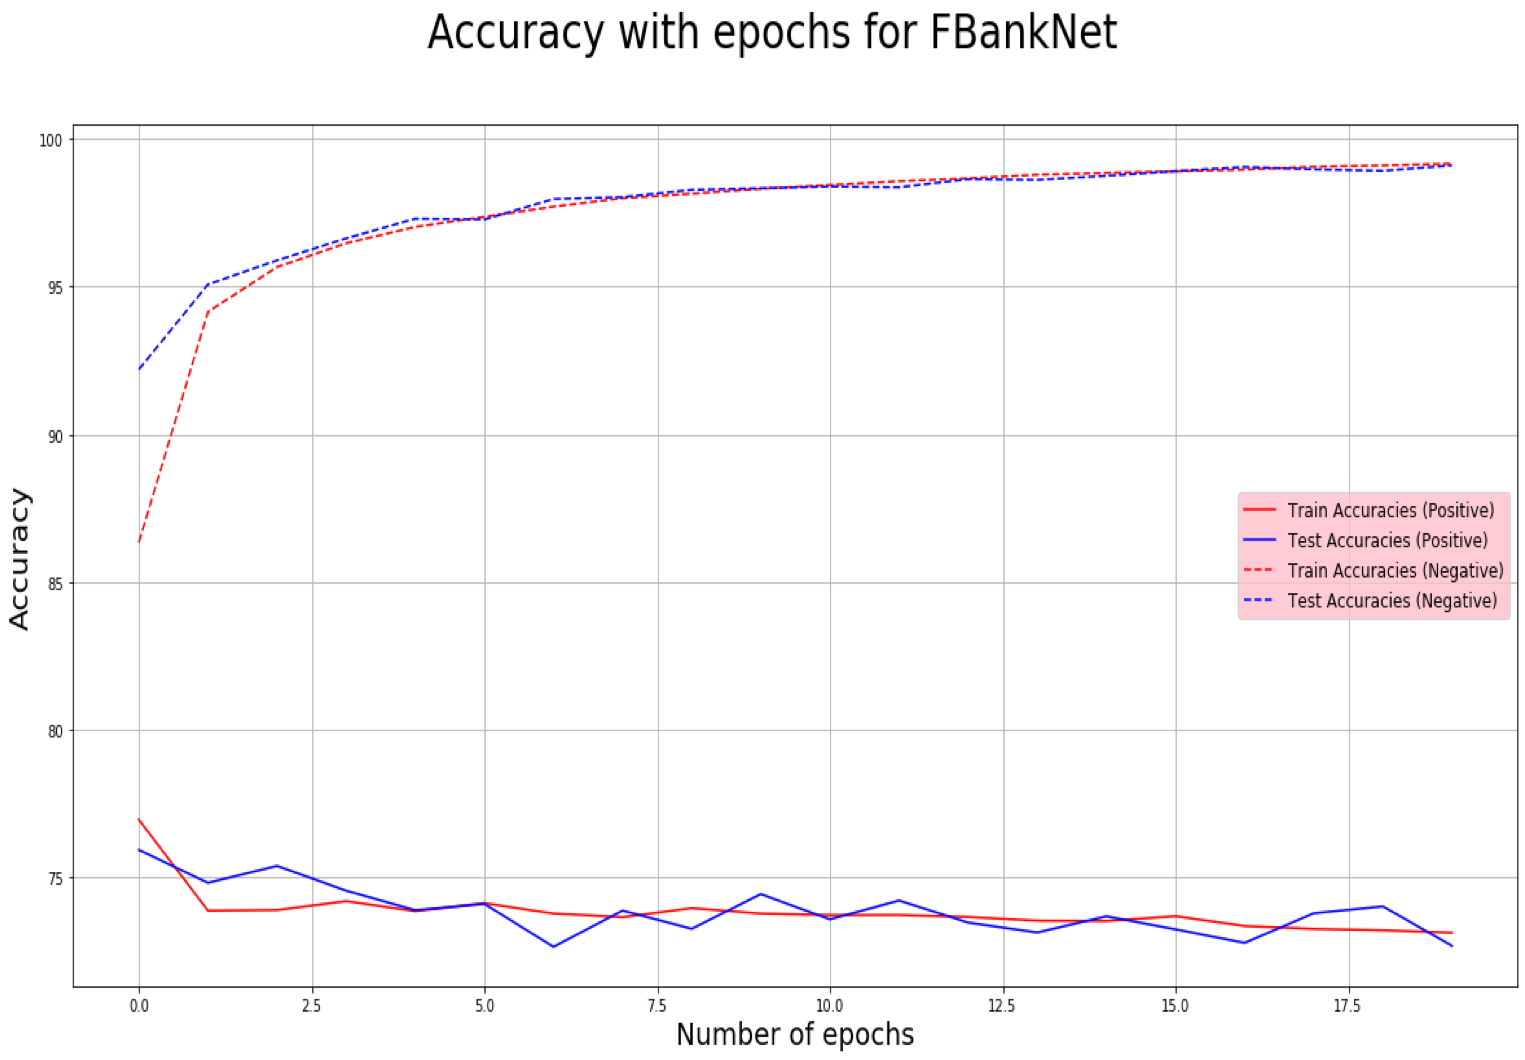 Accuracy with epochs for FBankNet
100
95
90
85
80
75
Accuracy
Train Accuracies (Positive)
Test Accuracies (Positive)
Train Accuracies (Negative)
Test Accuracies (Negative)
0.0 2.5 5.0 7.5 10.0 12.5 15.0 17.5
Number of epochs